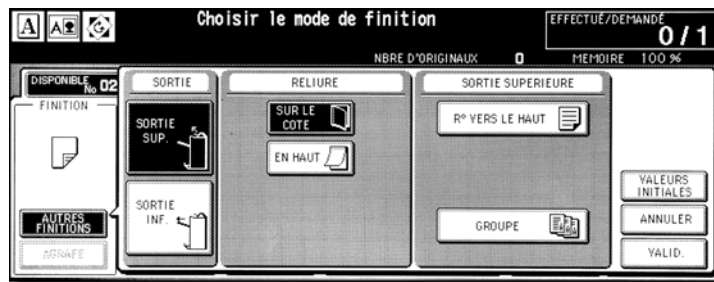 Choisir le mode de finition
EFFECTUÉ/DEMANDÉ
0 / 1
NBRE D'ORIGINAUX 0 MEMOIRE 100 %
A A
DISPONIBLE
No 02
FINITION
AUTRES
FINITIONS
AGRAFE
SORTIE
SORTIE
SUP.
SORTIE
INF.
RELIURE
SUR LE
COTE
EN HAUT
SORTIE SUPERIEURE
R° VERS LE HAUT
GROUPE
VALEURS
INITIALES
ANNULER
VALID.